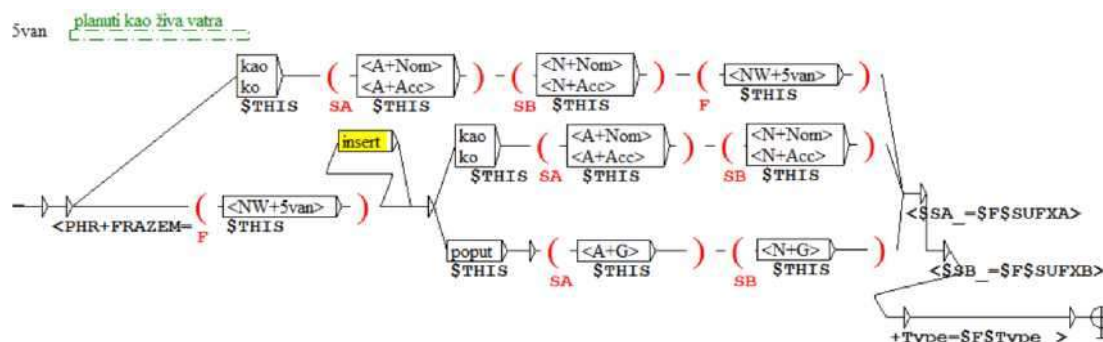 5van planuti kao živa vatra
kao
ko
$THIS
SA
<A+Nom>
<A+Acc>
$THIS
SB
<N+Nom>
<N+Acc>
$THIS
F
<NW+5van>
$THIS
insert
kao
ko
$THIS
SA
<A+Nom>
<A+Acc>
$THIS
SB
<N+Nom>
<N+Acc>
$THIS
<PHR+FRAZEM=
F
<NW+5van>
$THIS
poput
$THIS
SA
<A+G>
$THIS
SB
<N+G>
$THIS
<$SA_=$F$SUFXA>
<$SB_=$F$SUFXB>
+Type=$F$Type_>